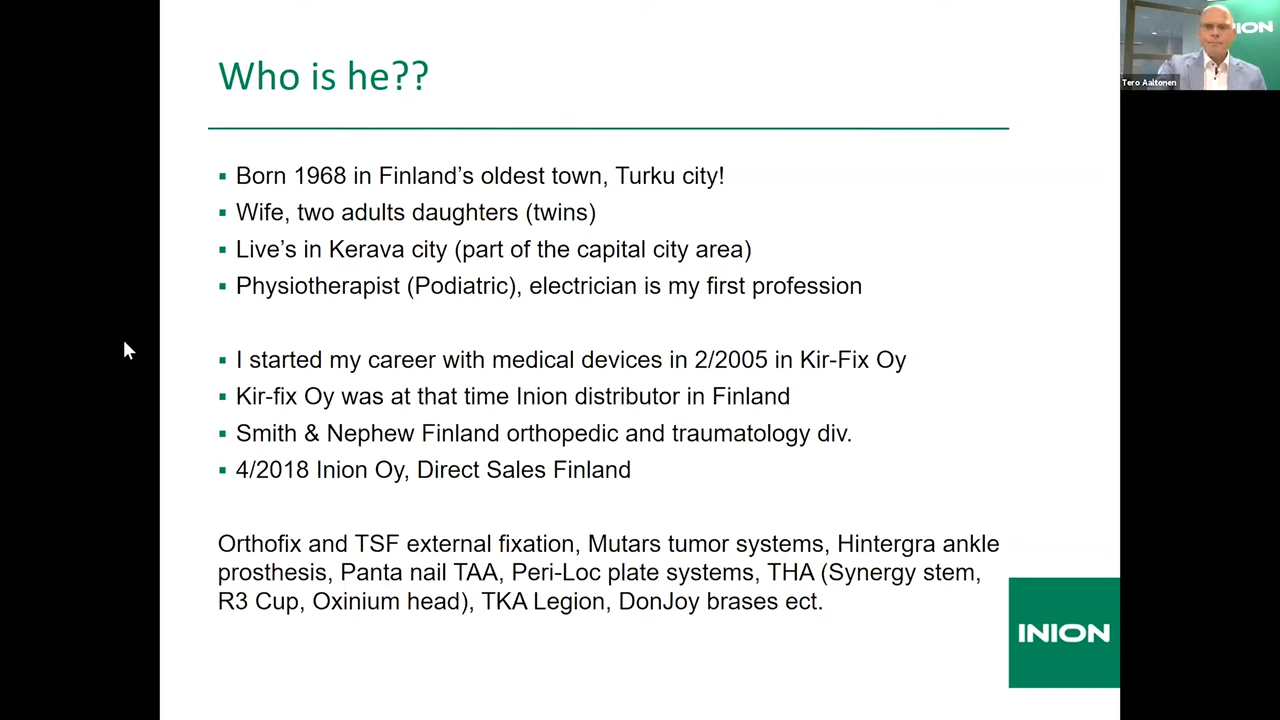 Who is he??
ION
Tero Aaltonen
▪ Born 1968 in Finland's oldest town, Turku city!
▪ Wife, two adults daughters (twins)
▪ Live's in Kerava city (part of the capital city area)
▪ Physiotherapist (Podiatric), electrician is my first profession
▪ I started my career with medical devices in 2/2005 in Kir-Fix Oy
▪ Kir-fix Oy was at that time Inion distributor in Finland
▪ Smith & Nephew Finland orthopedic and traumatology div.
▪ 4/2018 Inion Oy, Direct Sales Finland
Orthofix and TSF external fixation, Mutars tumor systems, Hintergra ankle
prosthesis, Panta nail TAA, Peri-Loc plate systems, THA (Synergy stem,
R3 Cup, Oxinium head), TKA Legion, DonJoy brases ect.
INION